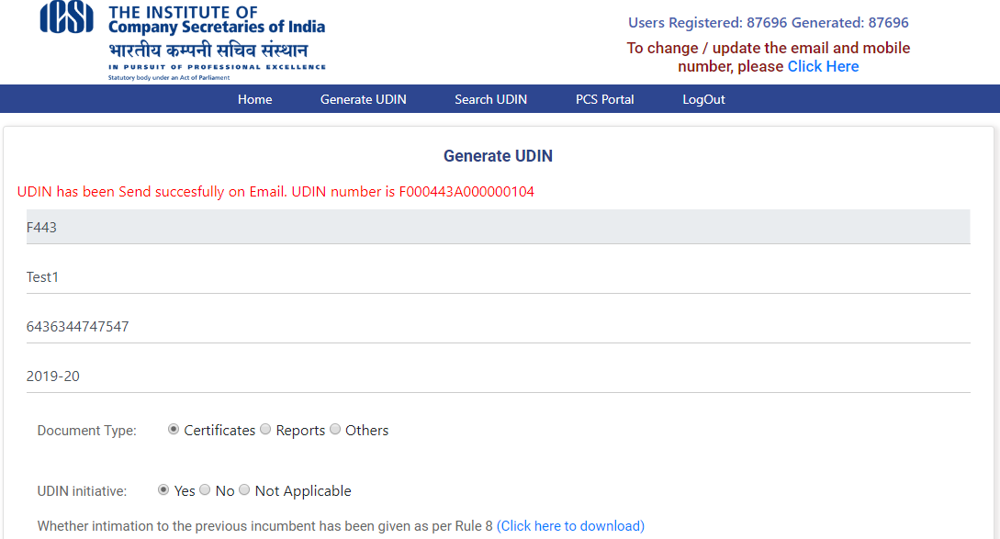 ICSI
THE INSTITUTE OF
Company Secretaries of India
भारतीय कम्पनी सचिव संस्थान
IN PURSUIT OF PROFESSIONAL EXCELLENCE
Statutory body under an Act of Parliament
Users Registered: 87696 Generated: 87696
To change / update the email and mobile
number, please Click Here
Home Generate UDIN Search UDIN PCS Portal LogOut
Generate UDIN
UDIN has been Send succesfully on Email. UDIN number is F000443A000000104
F443
Test1
6436344747547
2019-20
Document Type: Certificates Reports Others
UDIN initiative: Yes No Not Applicable
Whether intimation to the previous incumbent has been given as per Rule 8 (Click here to download)